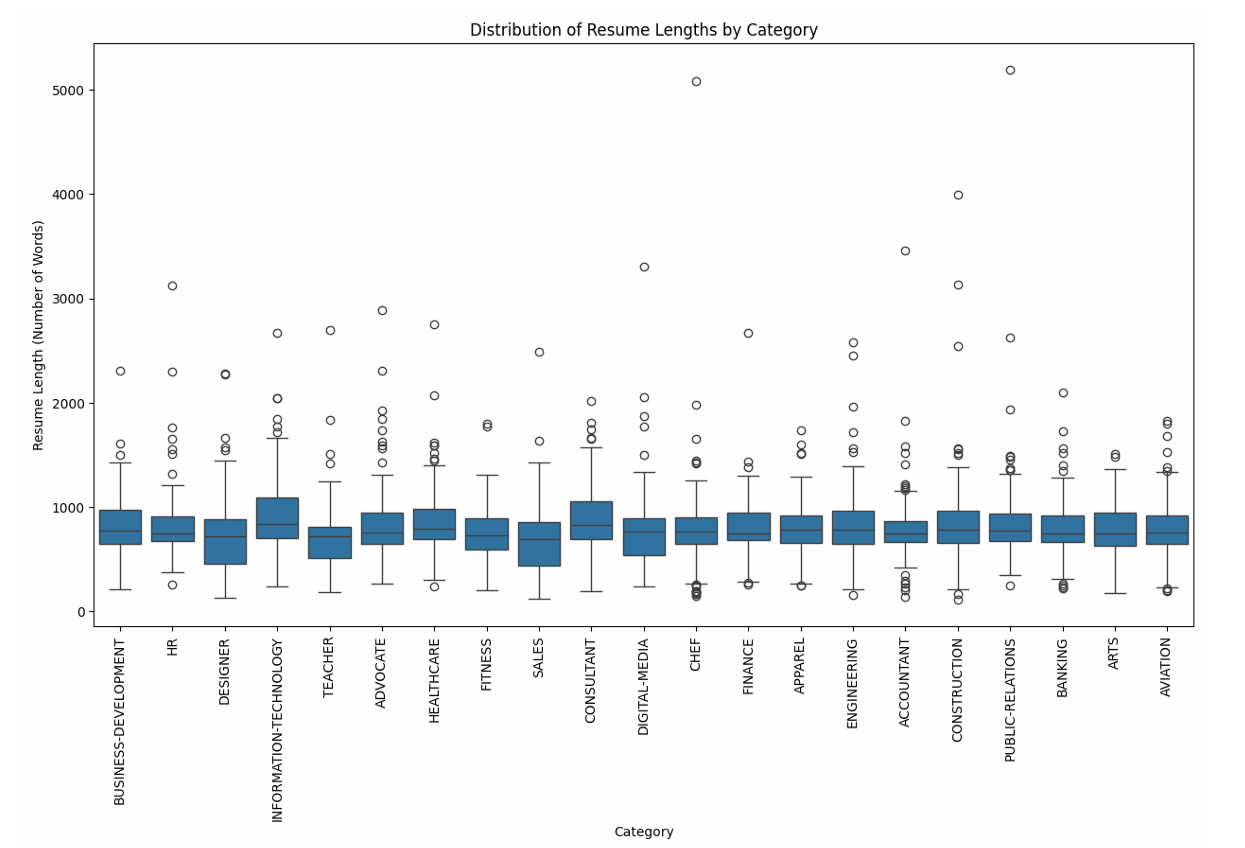 Distribution of Resume Lengths by Category
Resume Length (Number of Words)
5000
4000
3000
2000
1000
0
BUSINESS-DEVELOPMENT
HR
DESIGNER
INFORMATION-TECHNOLOGY
TEACHER
ADVOCATE
HEALTHCARE
FITNESS
SALES
CONSULTANT
DIGITAL-MEDIA
CHEF
FINANCE
APPAREL
ENGINEERING
ACCOUNTANT
CONSTRUCTION
PUBLIC-RELATIONS
BANKING
ARTS
AVIATION
Category